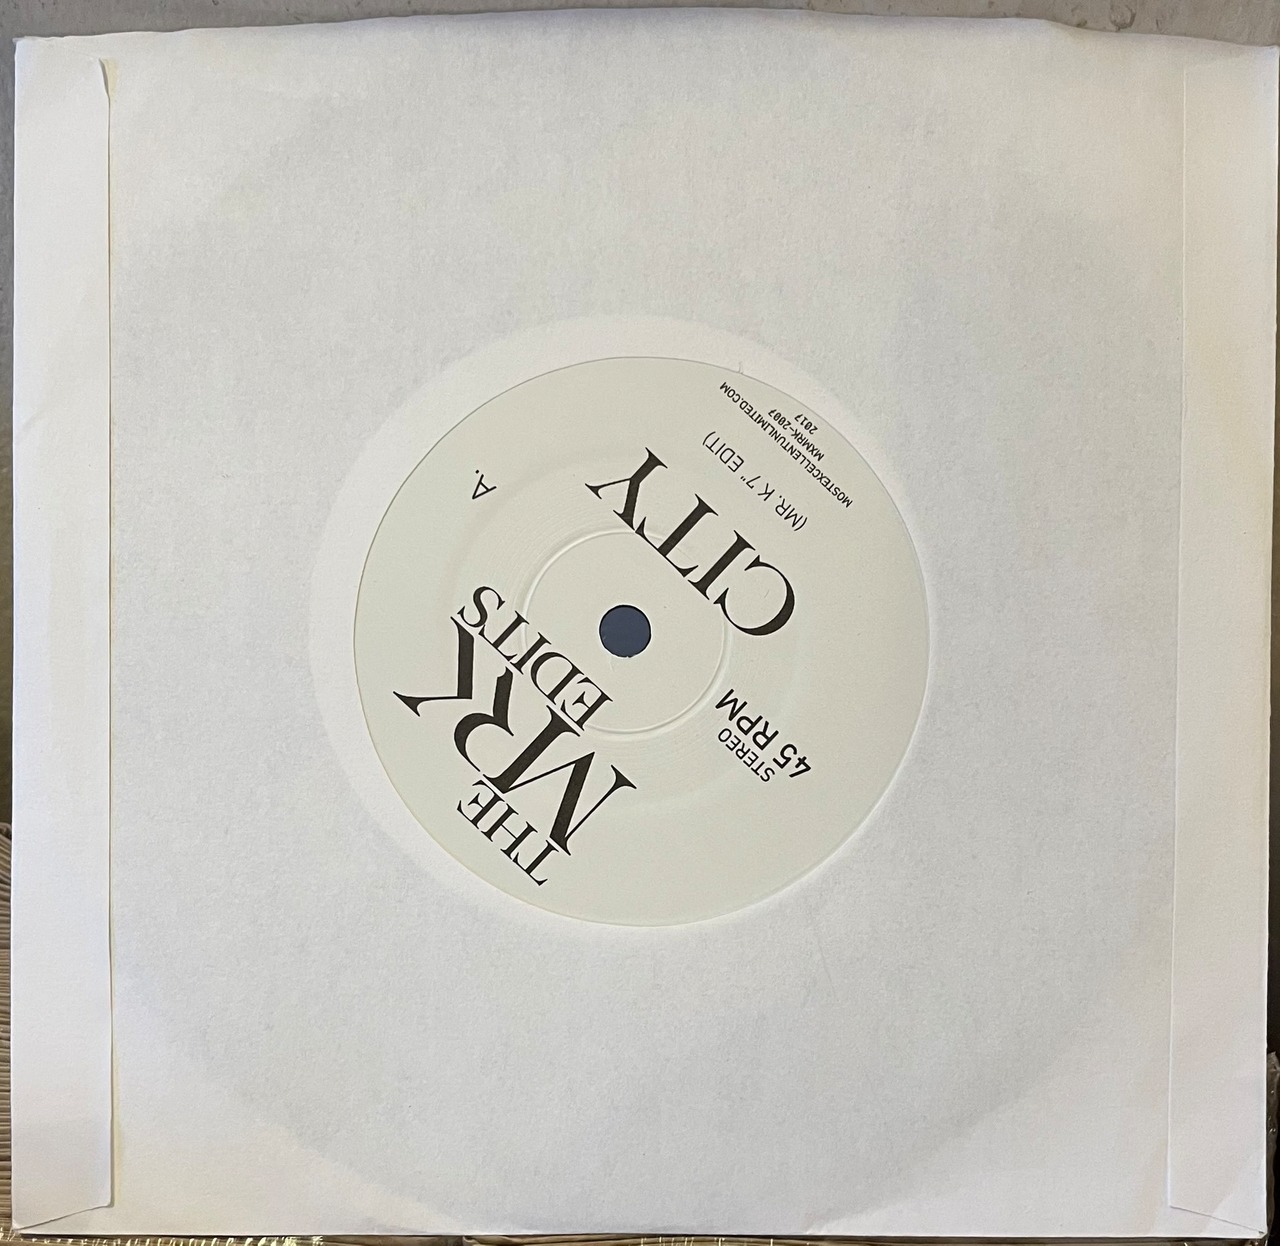 THE
MR K
EDITS
A.
STEREO
45 RPM
CITY
(MR. K 7" EDIT)
MOSTEXCELLENTUNLIMITED.COM
MXMRK-2007
2017